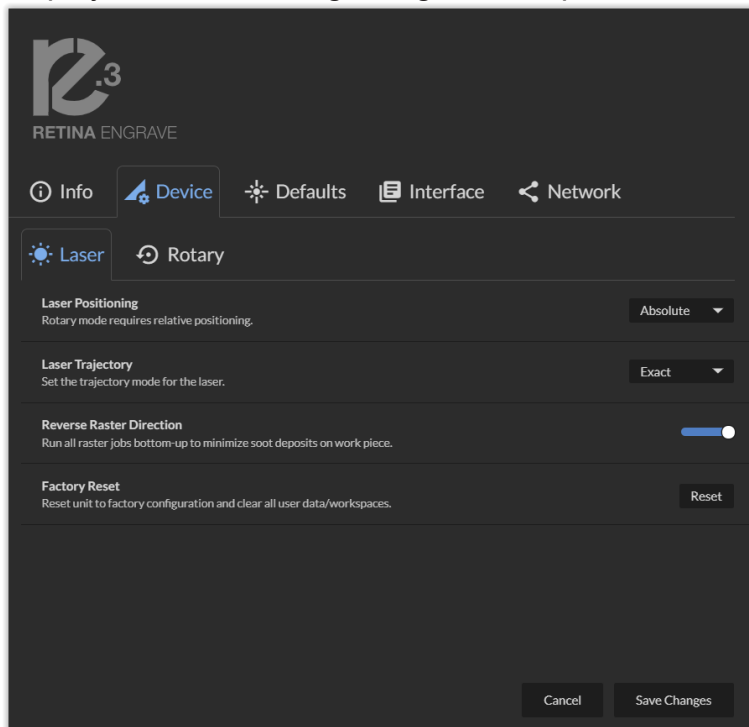 re.3
RETINA ENGRAVE
Info Device Defaults Interface Network
Laser Rotary
Laser Positioning
Rotary mode requires relative positioning.
Absolute
Laser Trajectory
Set the trajectory mode for the laser.
Exact
Reverse Raster Direction
Run all raster jobs bottom-up to minimize soot deposits on work piece.
Factory Reset
Reset unit to factory configuration and clear all user data/workspaces.
Reset
Cancel Save Changes